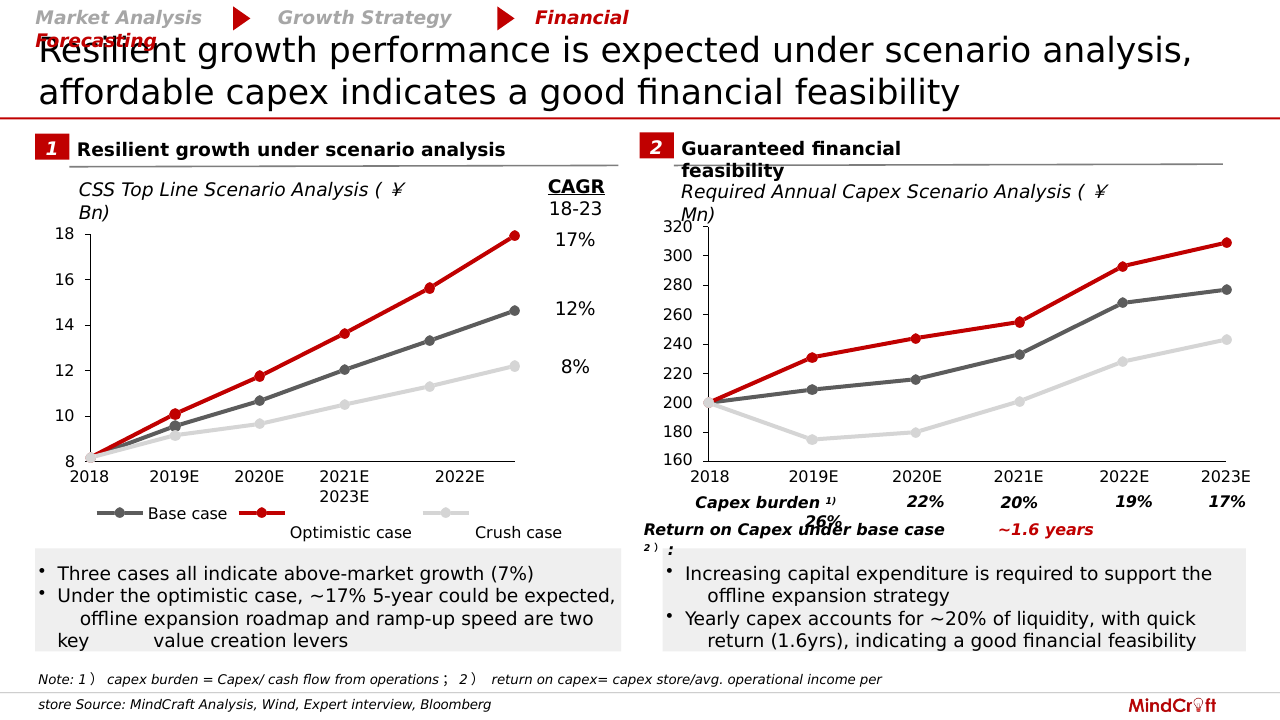 Market Analysis Growth Strategy Financial
Forecasting
Resilient growth performance is expected under scenario analysis,
affordable capex indicates a good financial feasibility
1 Resilient growth under scenario analysis
CSS Top Line Scenario Analysis ( ¥
Bn)
CAGR
18-23
18
16
14
12
10
8
17%
12%
8%
2018 2019E 2020E 2021E 2022E
2023E
Base case
Optimistic case Crush case
• Three cases all indicate above-market growth (7%)
• Under the optimistic case, ~17% 5-year could be expected,
offline expansion roadmap and ramp-up speed are two
key value creation levers
2 Guaranteed financial
feasibility
Required Annual Capex Scenario Analysis ( ¥
Mn)
320
300
280
260
240
220
200
180
160
2018 2019E 2020E 2021E 2022E 2023E
Capex burden 1) 22% 20% 19% 17%
26%
Return on Capex under base case ~1.6 years
2 ) :
• Increasing capital expenditure is required to support the
offline expansion strategy
• Yearly capex accounts for ~20% of liquidity, with quick
return (1.6yrs), indicating a good financial feasibility
Note: 1） capex burden = Capex/ cash flow from operations； 2） return on capex= capex store/avg. operational income per
store Source: MindCraft Analysis, Wind, Expert interview, Bloomberg
MindCraft